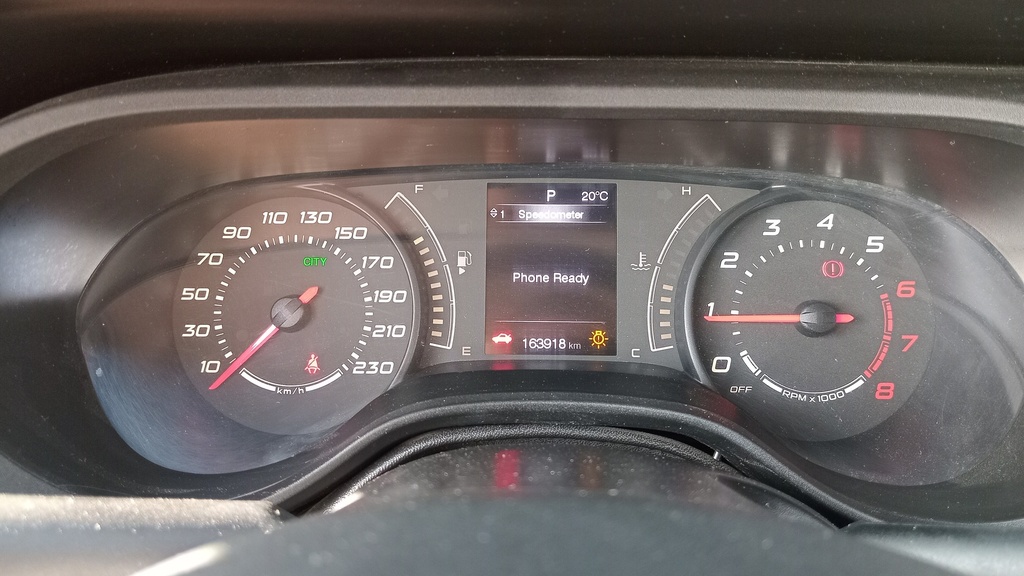 10
30
50
70
90
110
130
150
170
190
210
230
CITY
km/h
F
E
P 20°C
1 Speedometer
Phone Ready
163918 km
H
C
OFF
0
1
2
3
4
5
6
7
8
RPM x 1000